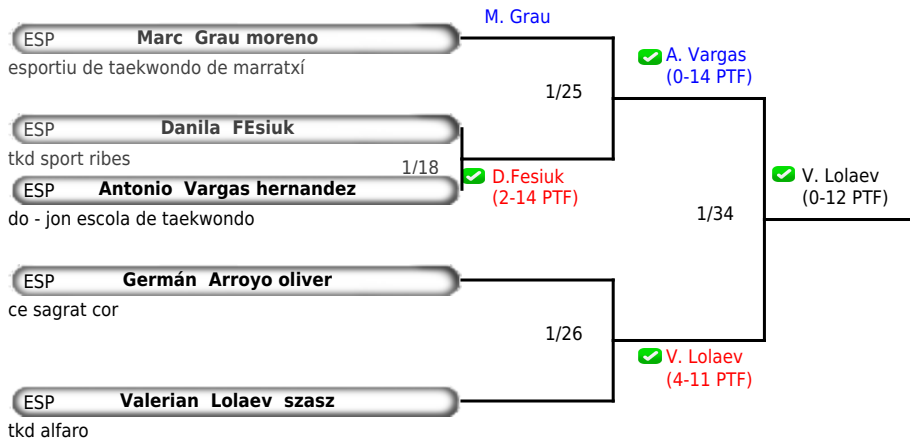 M. Grau
ESP Marc Grau moreno
esportiu de taekwondo de marratxí
A. Vargas
(0-14 PTF)
1/25
ESP Danila FEsiuk
tkd sport ribes
1/18
D.Fesiuk
(2-14 PTF)
V. Lolaev
(0-12 PTF)
ESP Antonio Vargas hernandez
do - jon escola de taekwondo
1/34
ESP Germán Arroyo oliver
ce sagrat cor
1/26
V. Lolaev
(4-11 PTF)
ESP Valerian Lolaev szasz
tkd alfaro